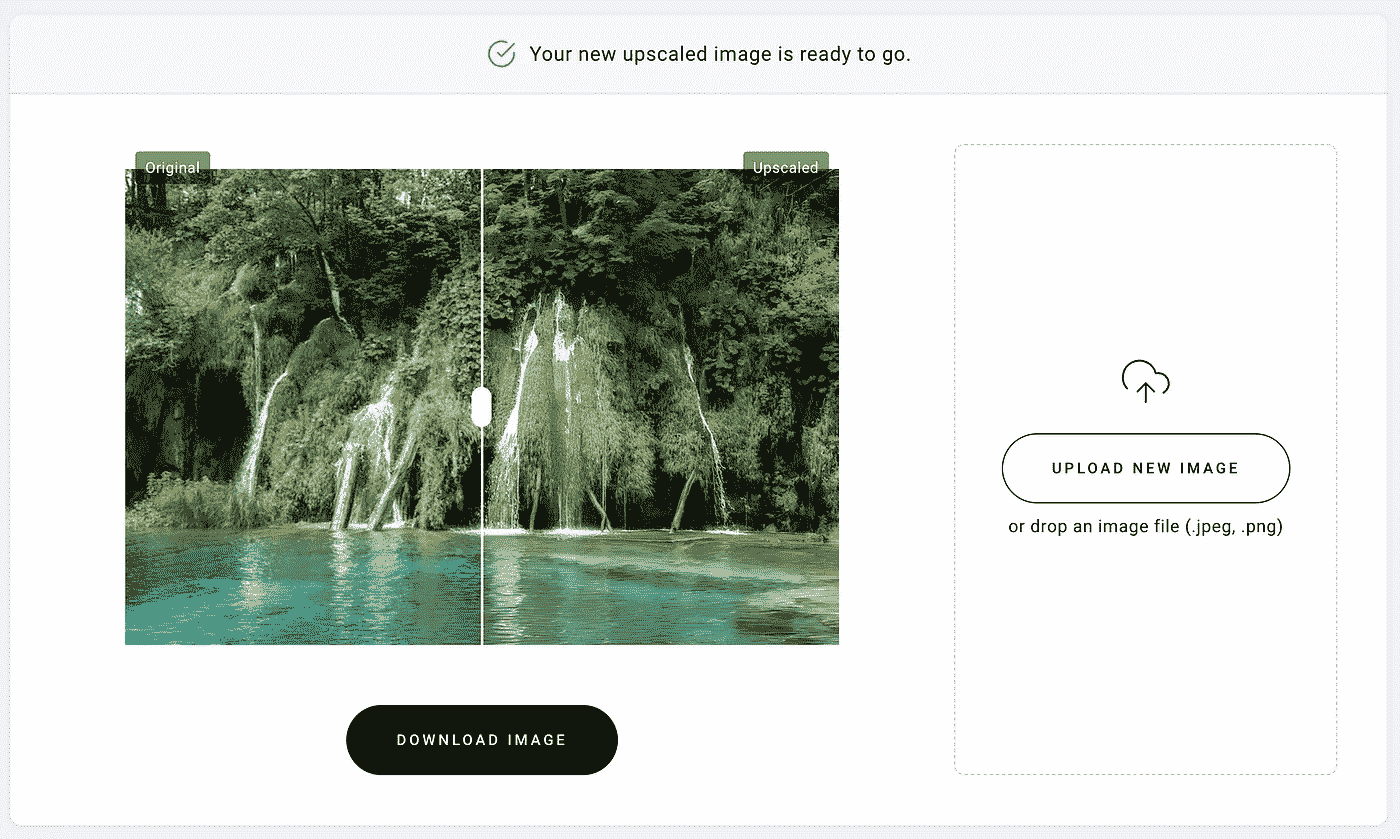 Your new upscaled image is ready to go.
Original
Upscaled
UPLOAD NEW IMAGE
or drop an image file (.jpeg, .png)
DOWNLOAD IMAGE